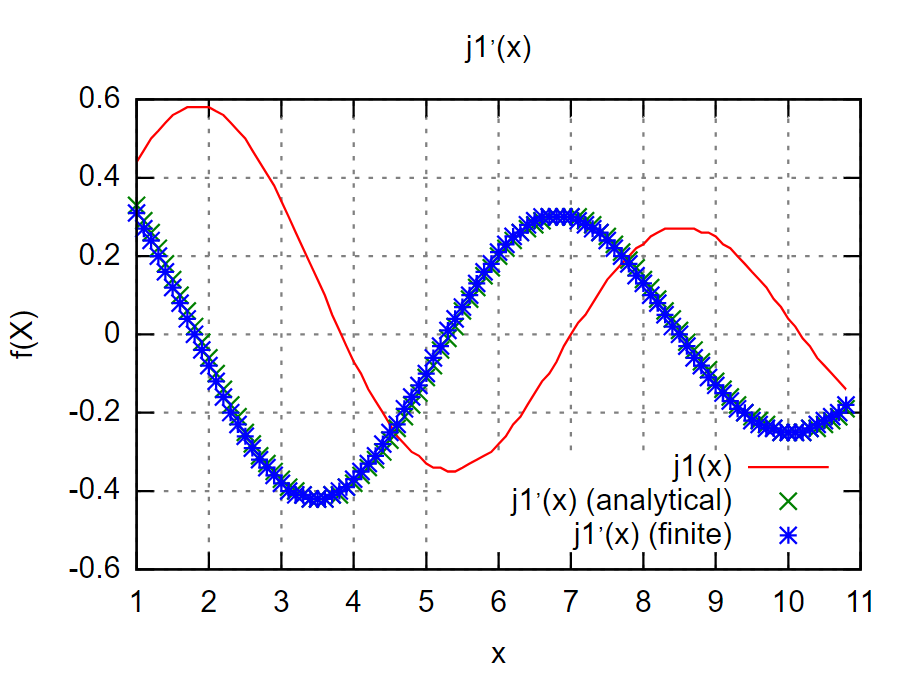 j1'(x)
0.6
0.4
0.2
0
-0.2
-0.4
-0.6
f(X)
j1(x)
j1'(x) (analytical)
j1'(x) (finite)
1 2 3 4 5 6 7 8 9 10 11
x